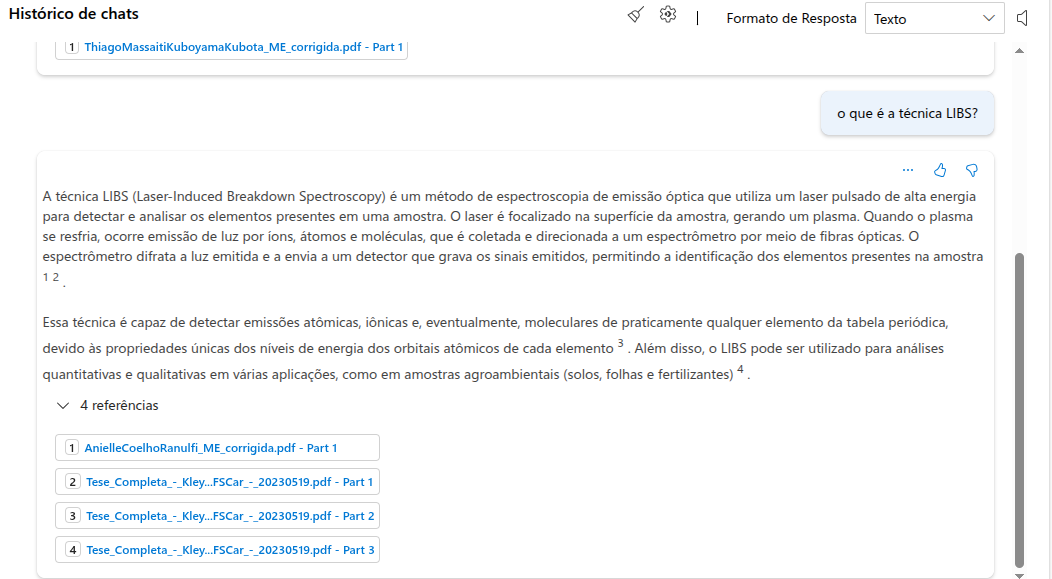 Histórico de chats
Formato de Resposta
Texto
1 ThiagoMassaitiKuboyamaKubota_ME_corrigida.pdf - Part 1
o que é a técnica LIBS?
A técnica LIBS (Laser-Induced Breakdown Spectroscopy) é um método de espectroscopia de emissão óptica que utiliza um laser pulsado de alta energia
para detectar e analisar os elementos presentes em uma amostra. O laser é focalizado na superfície da amostra, gerando um plasma. Quando o plasma
se resfria, ocorre emissão de luz por íons, átomos e moléculas, que é coletada e direcionada a um espectrômetro por meio de fibras ópticas. O
espectrômetro difrata a luz emitida e a envia a um detector que grava os sinais emitidos, permitindo a identificação dos elementos presentes na amostra
1 2 .
Essa técnica é capaz de detectar emissões atômicas, iônicas e, eventualmente, moleculares de praticamente qualquer elemento da tabela periódica,
devido às propriedades únicas dos níveis de energia dos orbitais atômicos de cada elemento 3 . Além disso, o LIBS pode ser utilizado para análises
quantitativas e qualitativas em várias aplicações, como em amostras agroambientais (solos, folhas e fertilizantes) 4 .
4 referências
1 AnielleCoelhoRanulfi_ME_corrigida.pdf - Part 1
2 Tese_Completa_-_Kley...FSCar_-_20230519.pdf - Part 1
3 Tese_Completa_-_Kley...FSCar_-_20230519.pdf - Part 2
4 Tese_Completa_-_Kley...FSCar_-_20230519.pdf - Part 3